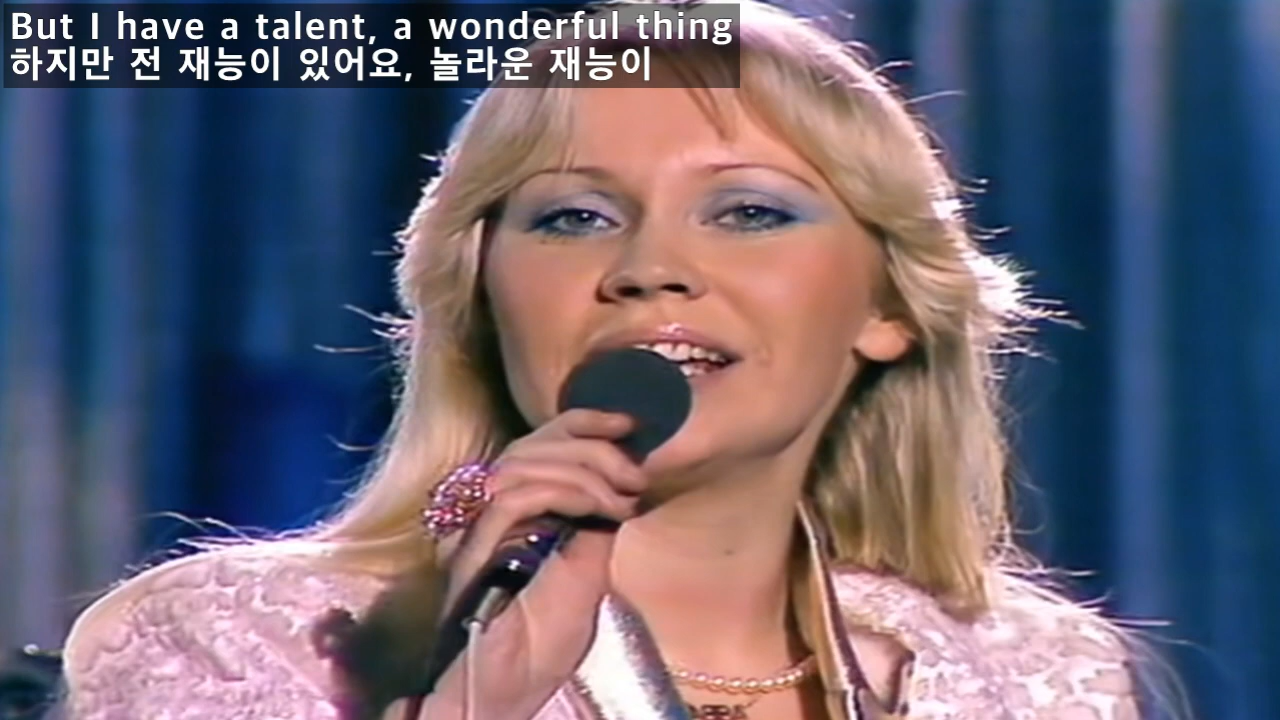 But I have a talent, a wonderful thing
하지만 전 재능이 있어요, 놀라운 재능이